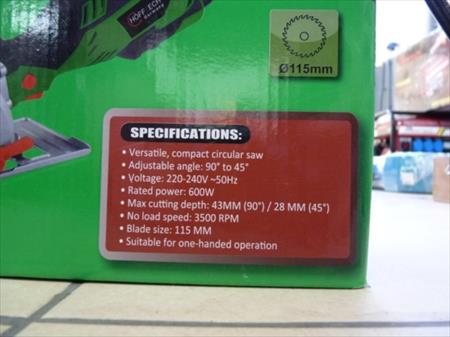 HOFFTECH
Germany
Ø115mm
SPECIFICATIONS:
• Versatile, compact circular saw
• Adjustable angle: 90° to 45°
• Voltage: 220-240V ~50Hz
• Rated power: 600W
• Max cutting depth: 43MM (90°) / 28 MM (45°)
• No load speed: 3500 RPM
• Blade size: 115 MM
• Suitable for one-handed operation